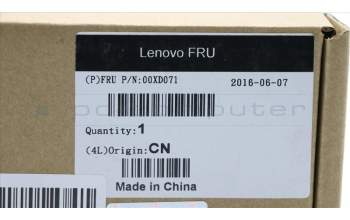 Lenovo FRU
(P)FRU P/N:00XD071
2016-06-07
Quantity:1
(4L)Origin:CN
Made in China